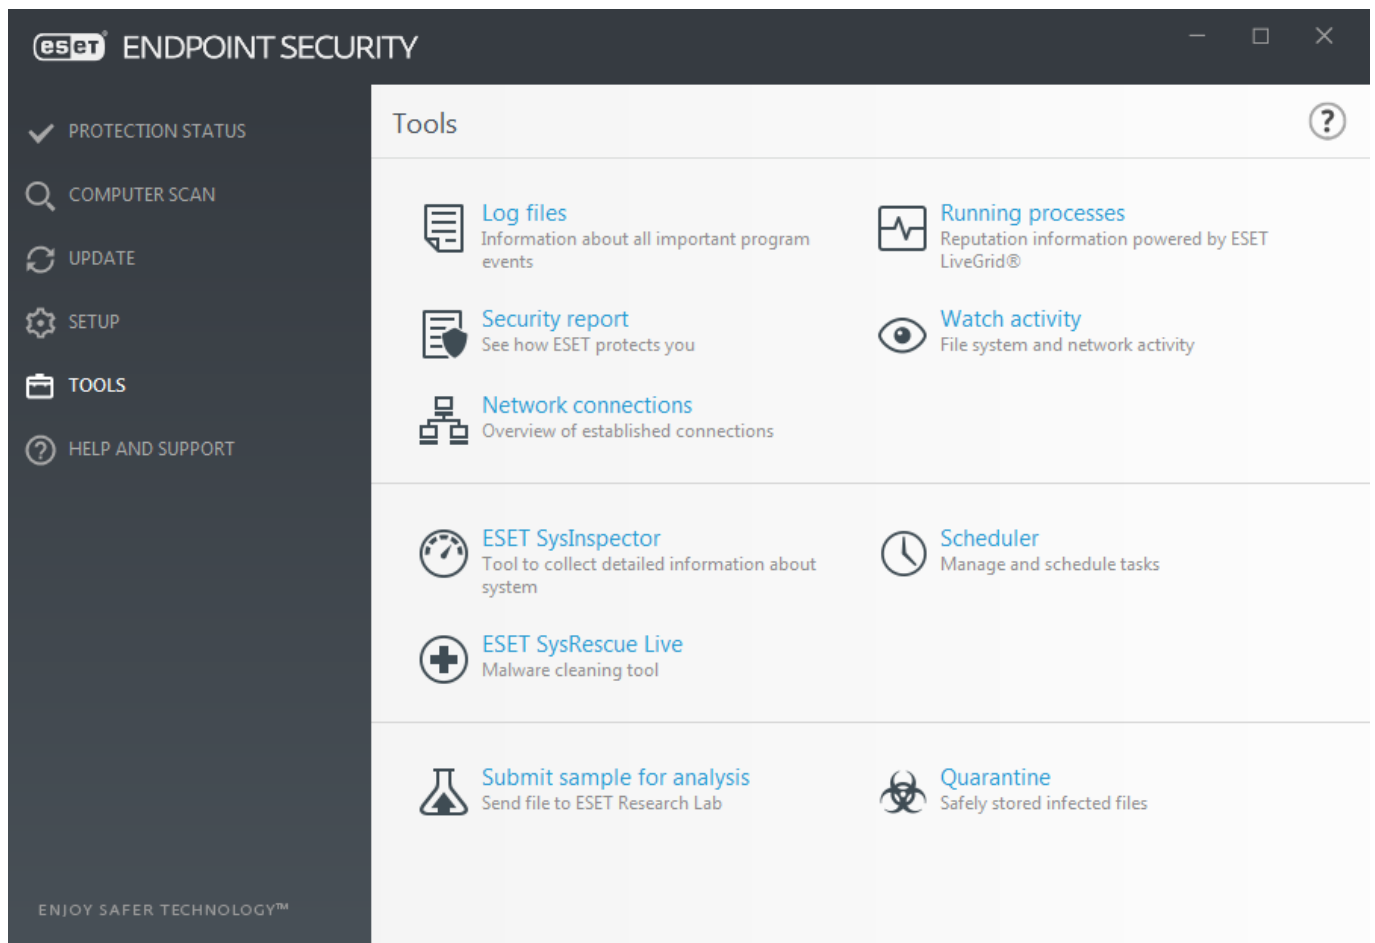 eset® ENDPOINT SECURITY
PROTECTION STATUS
COMPUTER SCAN
UPDATE
SETUP
TOOLS
HELP AND SUPPORT
ENJOY SAFER TECHNOLOGY™
Tools
?
Log files
Information about all important program
events
Running processes
Reputation information powered by ESET
LiveGrid®
Security report
See how ESET protects you
Watch activity
File system and network activity
Network connections
Overview of established connections
ESET SysInspector
Tool to collect detailed information about
system
Scheduler
Manage and schedule tasks
ESET SysRescue Live
Malware cleaning tool
Submit sample for analysis
Send file to ESET Research Lab
Quarantine
Safely stored infected files